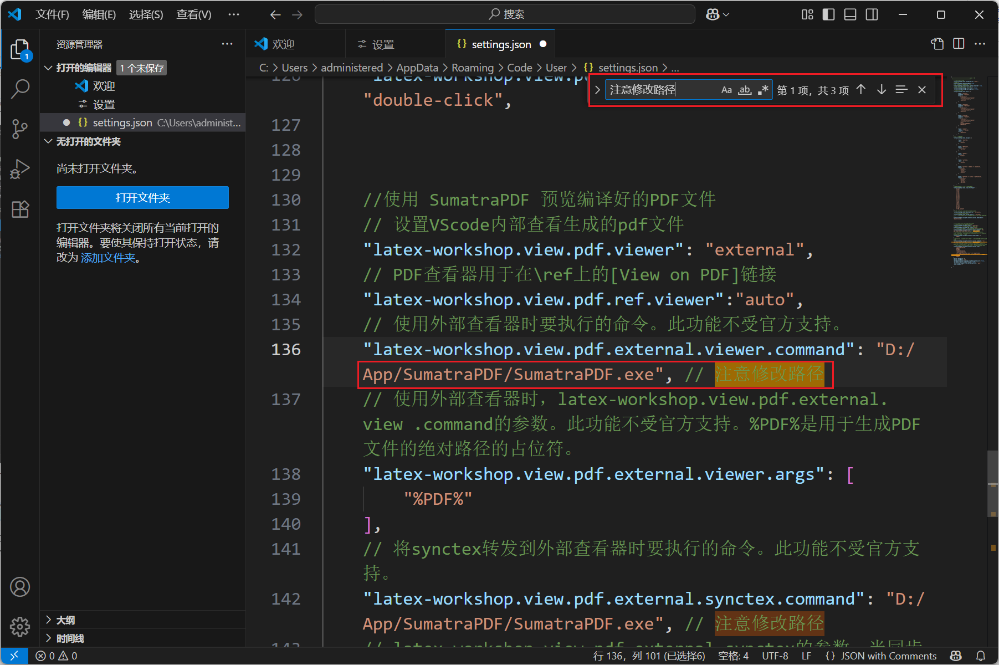 文件(F) 编辑(E) 选择(S) 查看(V) ··· 搜索
资源管理器 ···
欢迎 设置 {} settings.json
打开的编辑器 1 个未保存
欢迎
设置
{} settings.json C:\Users\administ...
无打开的文件夹
尚未打开文件夹。
打开文件夹
打开文件夹将关闭所有当前打开的
编辑器。要使其保持打开状态，请
改为 添加文件夹。
大纲
时间线
1
C: > Users > administered > AppData > Roaming > Code > User > {} settings.json > ...
注意修改路径 Aa ab .* 第 1 项，共 3 项
"double-click",
127
128
129
130 //使用 SumatraPDF 预览编译好的PDF文件
131 // 设置VScode内部查看生成的pdf文件
132 "latex-workshop.view.pdf.viewer": "external",
133 // PDF查看器用于在\ref上的[View on PDF]链接
134 "latex-workshop.view.pdf.ref.viewer":"auto",
135 // 使用外部查看器时要执行的命令。此功能不受官方支持。
136 "latex-workshop.view.pdf.external.viewer.command": "D:/
App/SumatraPDF/SumatraPDF.exe", // 注意修改路径
137 // 使用外部查看器时，latex-workshop.view.pdf.external.
view .command的参数。此功能不受官方支持。%PDF%是用于生成PDF
文件的绝对路径的占位符。
138 "latex-workshop.view.pdf.external.viewer.args": [
139 "%PDF%"
140 ],
141 // 将synctex转发到外部查看器时要执行的命令。此功能不受官方支
持。
142 "latex-workshop.view.pdf.external.synctex.command": "D:/
App/SumatraPDF/SumatraPDF.exe", // 注意修改路径
0 0 行 136，列 101 (已选择6) 空格: 4 UTF-8 LF {} JSON with Comments